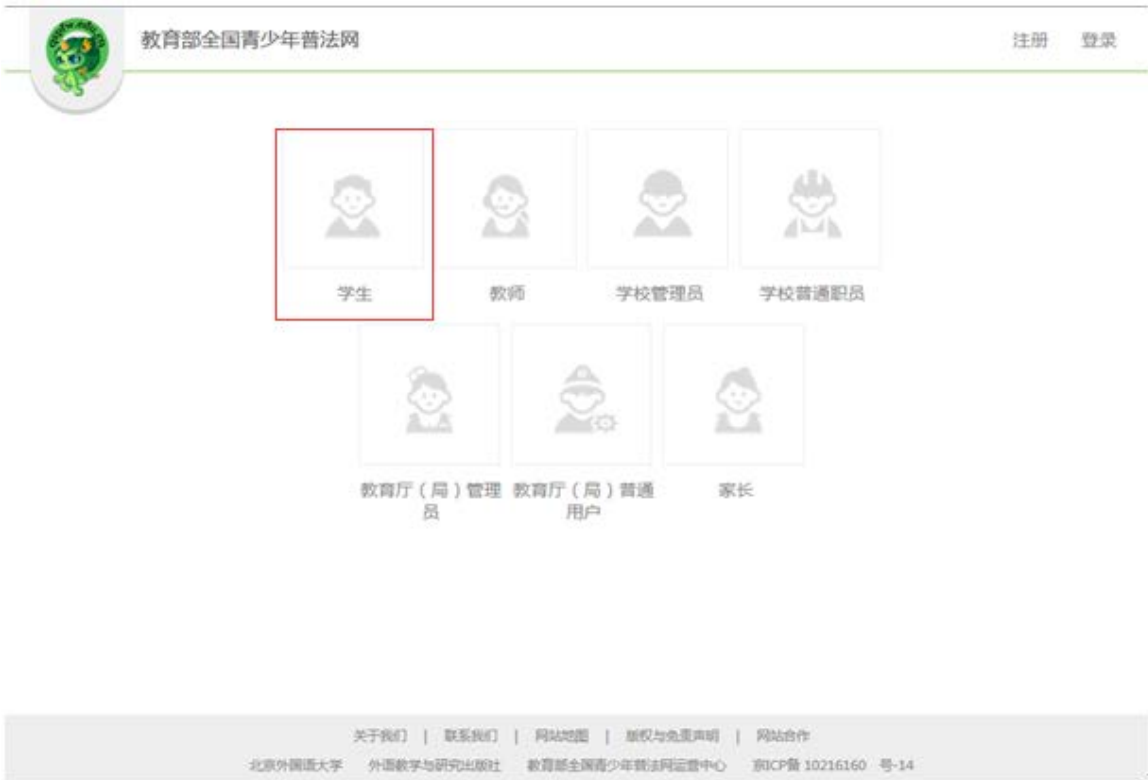 qspfw.edu.cn
教育部全国青少年普法网
注册 登录
学生 教师 学校管理员 学校普通职员
教育厅（局）管理员 教育厅（局）普通用户 家长
关于我们 | 联系我们 | 网站地图 | 版权与免责声明 | 网站合作
北京外国语大学 外语教学与研究出版社 教育部全国青少年普法网运营中心 京ICP备 10216160 号-14